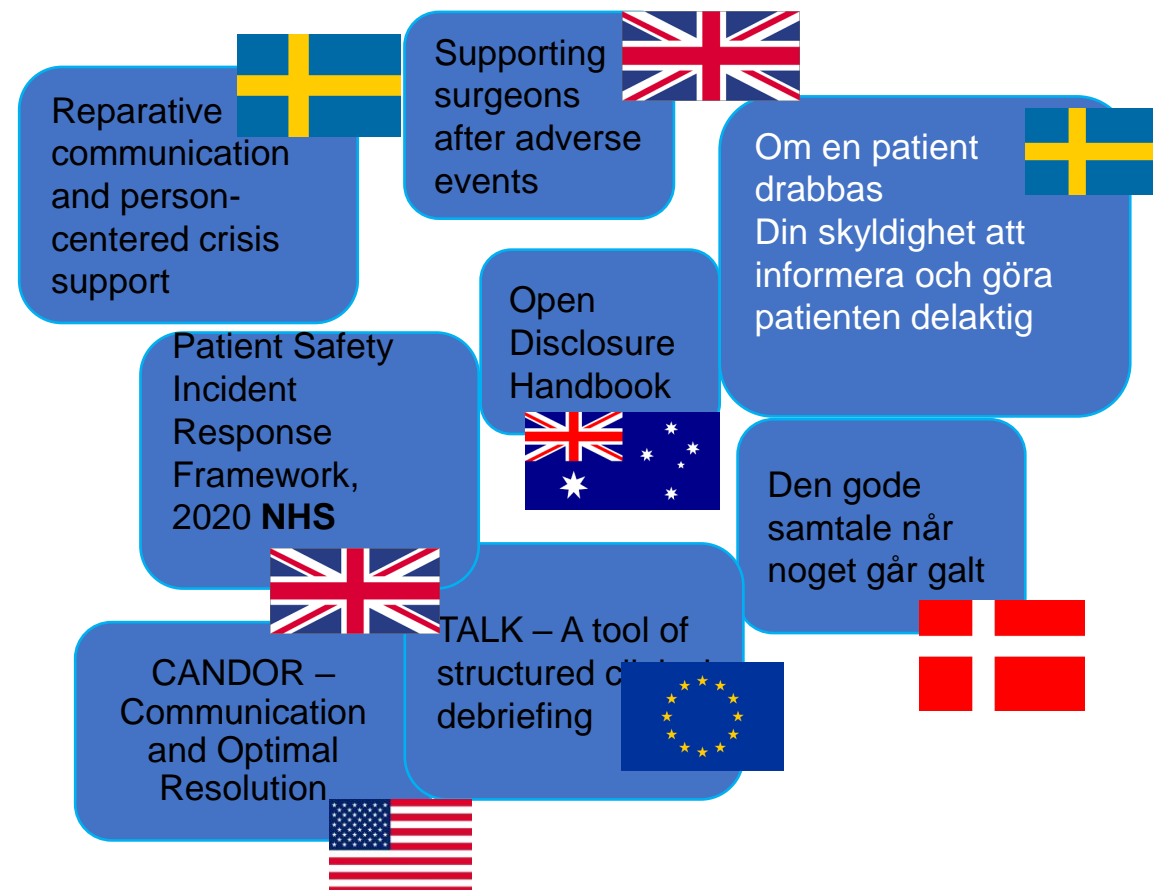 Reparative
communication
and person-
centered crisis
support
Supporting
surgeons
after adverse
events
Om en patient
drabbas
Din skyldighet att
informera och göra
patienten delaktig
Open
Disclosure
Handbook
Patient Safety
Incident
Response
Framework,
2020 NHS
Den gode
samtale når
noget går galt
TALK – A tool of
structured
debriefing
CANDOR –
Communication
and Optimal
Resolution